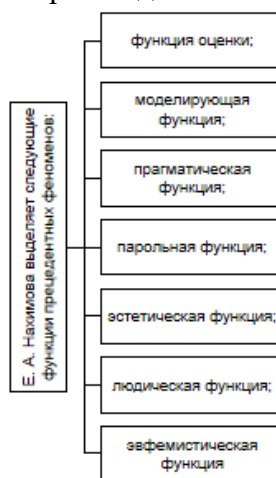 Е. А. Нахимова выделяет следующие
функции прецедентных феноменов:
функция оценки;
моделирующая
функция;
прагматическая
функция;
парольная функция;
эстетическая функция;
людическая функция;
эвфемистическая
функция